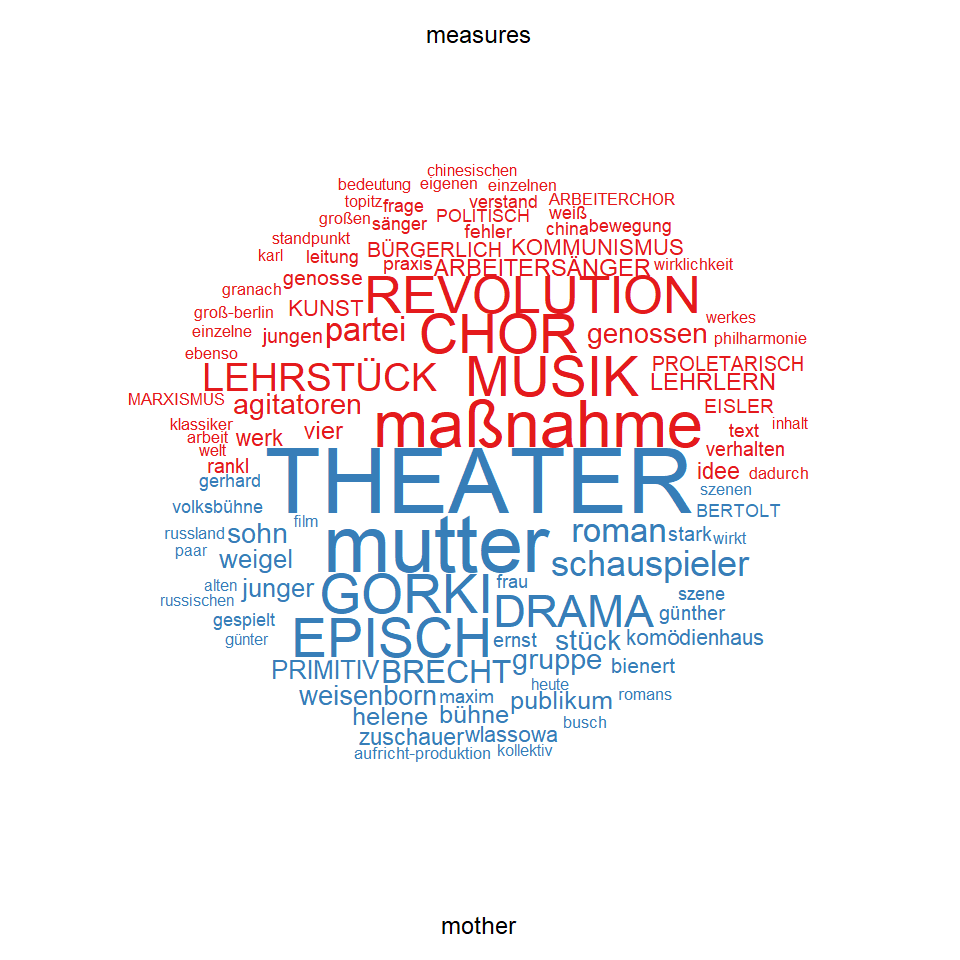 measures
chinesischen
bedeutung eigenen einzelnen
topitz frage verstand ARBEITERCHOR
großen sänger POLITISCH weiß
fehler china bewegung
standpunkt BÜRGERLICH KOMMUNISMUS
karl leitung praxis ARBEITERSÄNGER wirklichkeit
genosse REVOLUTION
granach
groß-berlin KUNST werkes
einzelne jungen partei CHOR genossen philharmonie
ebenso
LEHRSTÜCK MUSIK PROLETARISCH
LEHRLERN
MARXISMUS agitatoren maßnahme EISLER
klassiker vier text inhalt
arbeit werk
welt verhalten
rankl idee dadurch
gerhard THEATER szenen
volksbühne BERTOLT
film
russland sohn mutter roman stark wirkt
paar
weigel schauspieler
alten junger GORKI frau szene
russischen DRAMA günther
gespielt
günter EPISCH ernst stück komödienhaus
PRIMITIV BRECHT gruppe bienert
heute
weisenborn maxim publikum romans
helene bühne busch
zuschauer wlassowa
aufricht-produktion kollektiv
mother